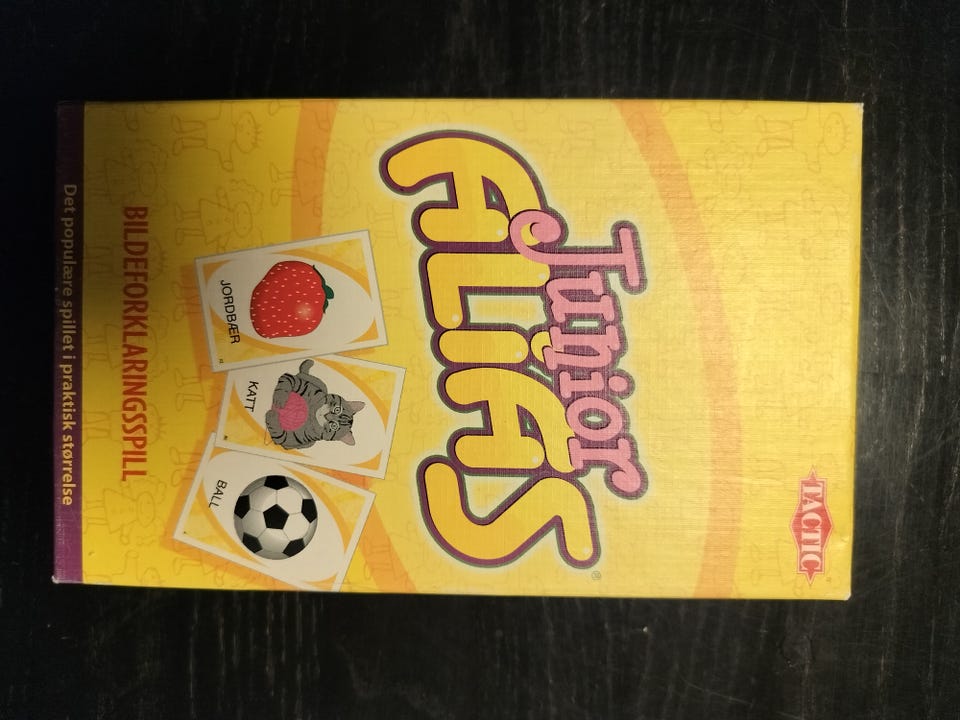 TACTIC
Junior
ALIAS®
JORDBÆR
KATT
BALL
BILDEFORKLARINGSSPILL
Det populære spillet i praktisk størrelse